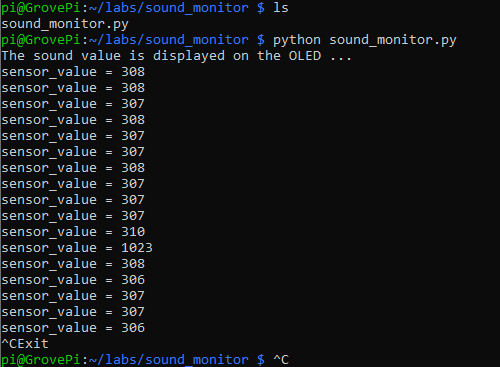 pi@GrovePi:~/labs/sound_monitor $ ls
sound_monitor.py
pi@GrovePi:~/labs/sound_monitor $ python sound_monitor.py
The sound value is displayed on the OLED ...
sensor_value = 308
sensor_value = 308
sensor_value = 307
sensor_value = 308
sensor_value = 307
sensor_value = 307
sensor_value = 308
sensor_value = 307
sensor_value = 307
sensor_value = 307
sensor_value = 310
sensor_value = 1023
sensor_value = 308
sensor_value = 306
sensor_value = 307
sensor_value = 307
sensor_value = 306
^CExit
pi@GrovePi:~/labs/sound_monitor $ ^C